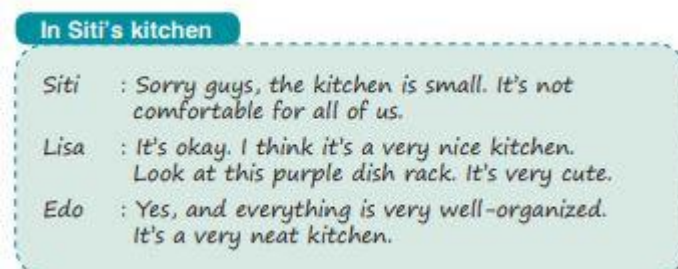 In Siti's kitchen
Siti : Sorry guys, the kitchen is small. It's not
comfortable for all of us.
Lisa : It's okay. I think it's a very nice kitchen.
Look at this purple dish rack. It's very cute.
Edo : Yes, and everything is very well-organized.
It's a very neat kitchen.